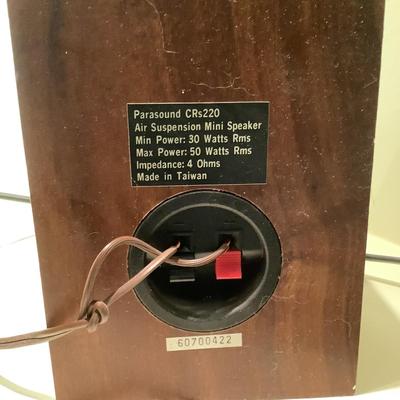 Parasound CRs220
Air Suspension Mini Speaker
Min Power: 30 Watts Rms
Max Power: 50 Watts Rms
Impedance: 4 Ohms
Made in Taiwan
60700422